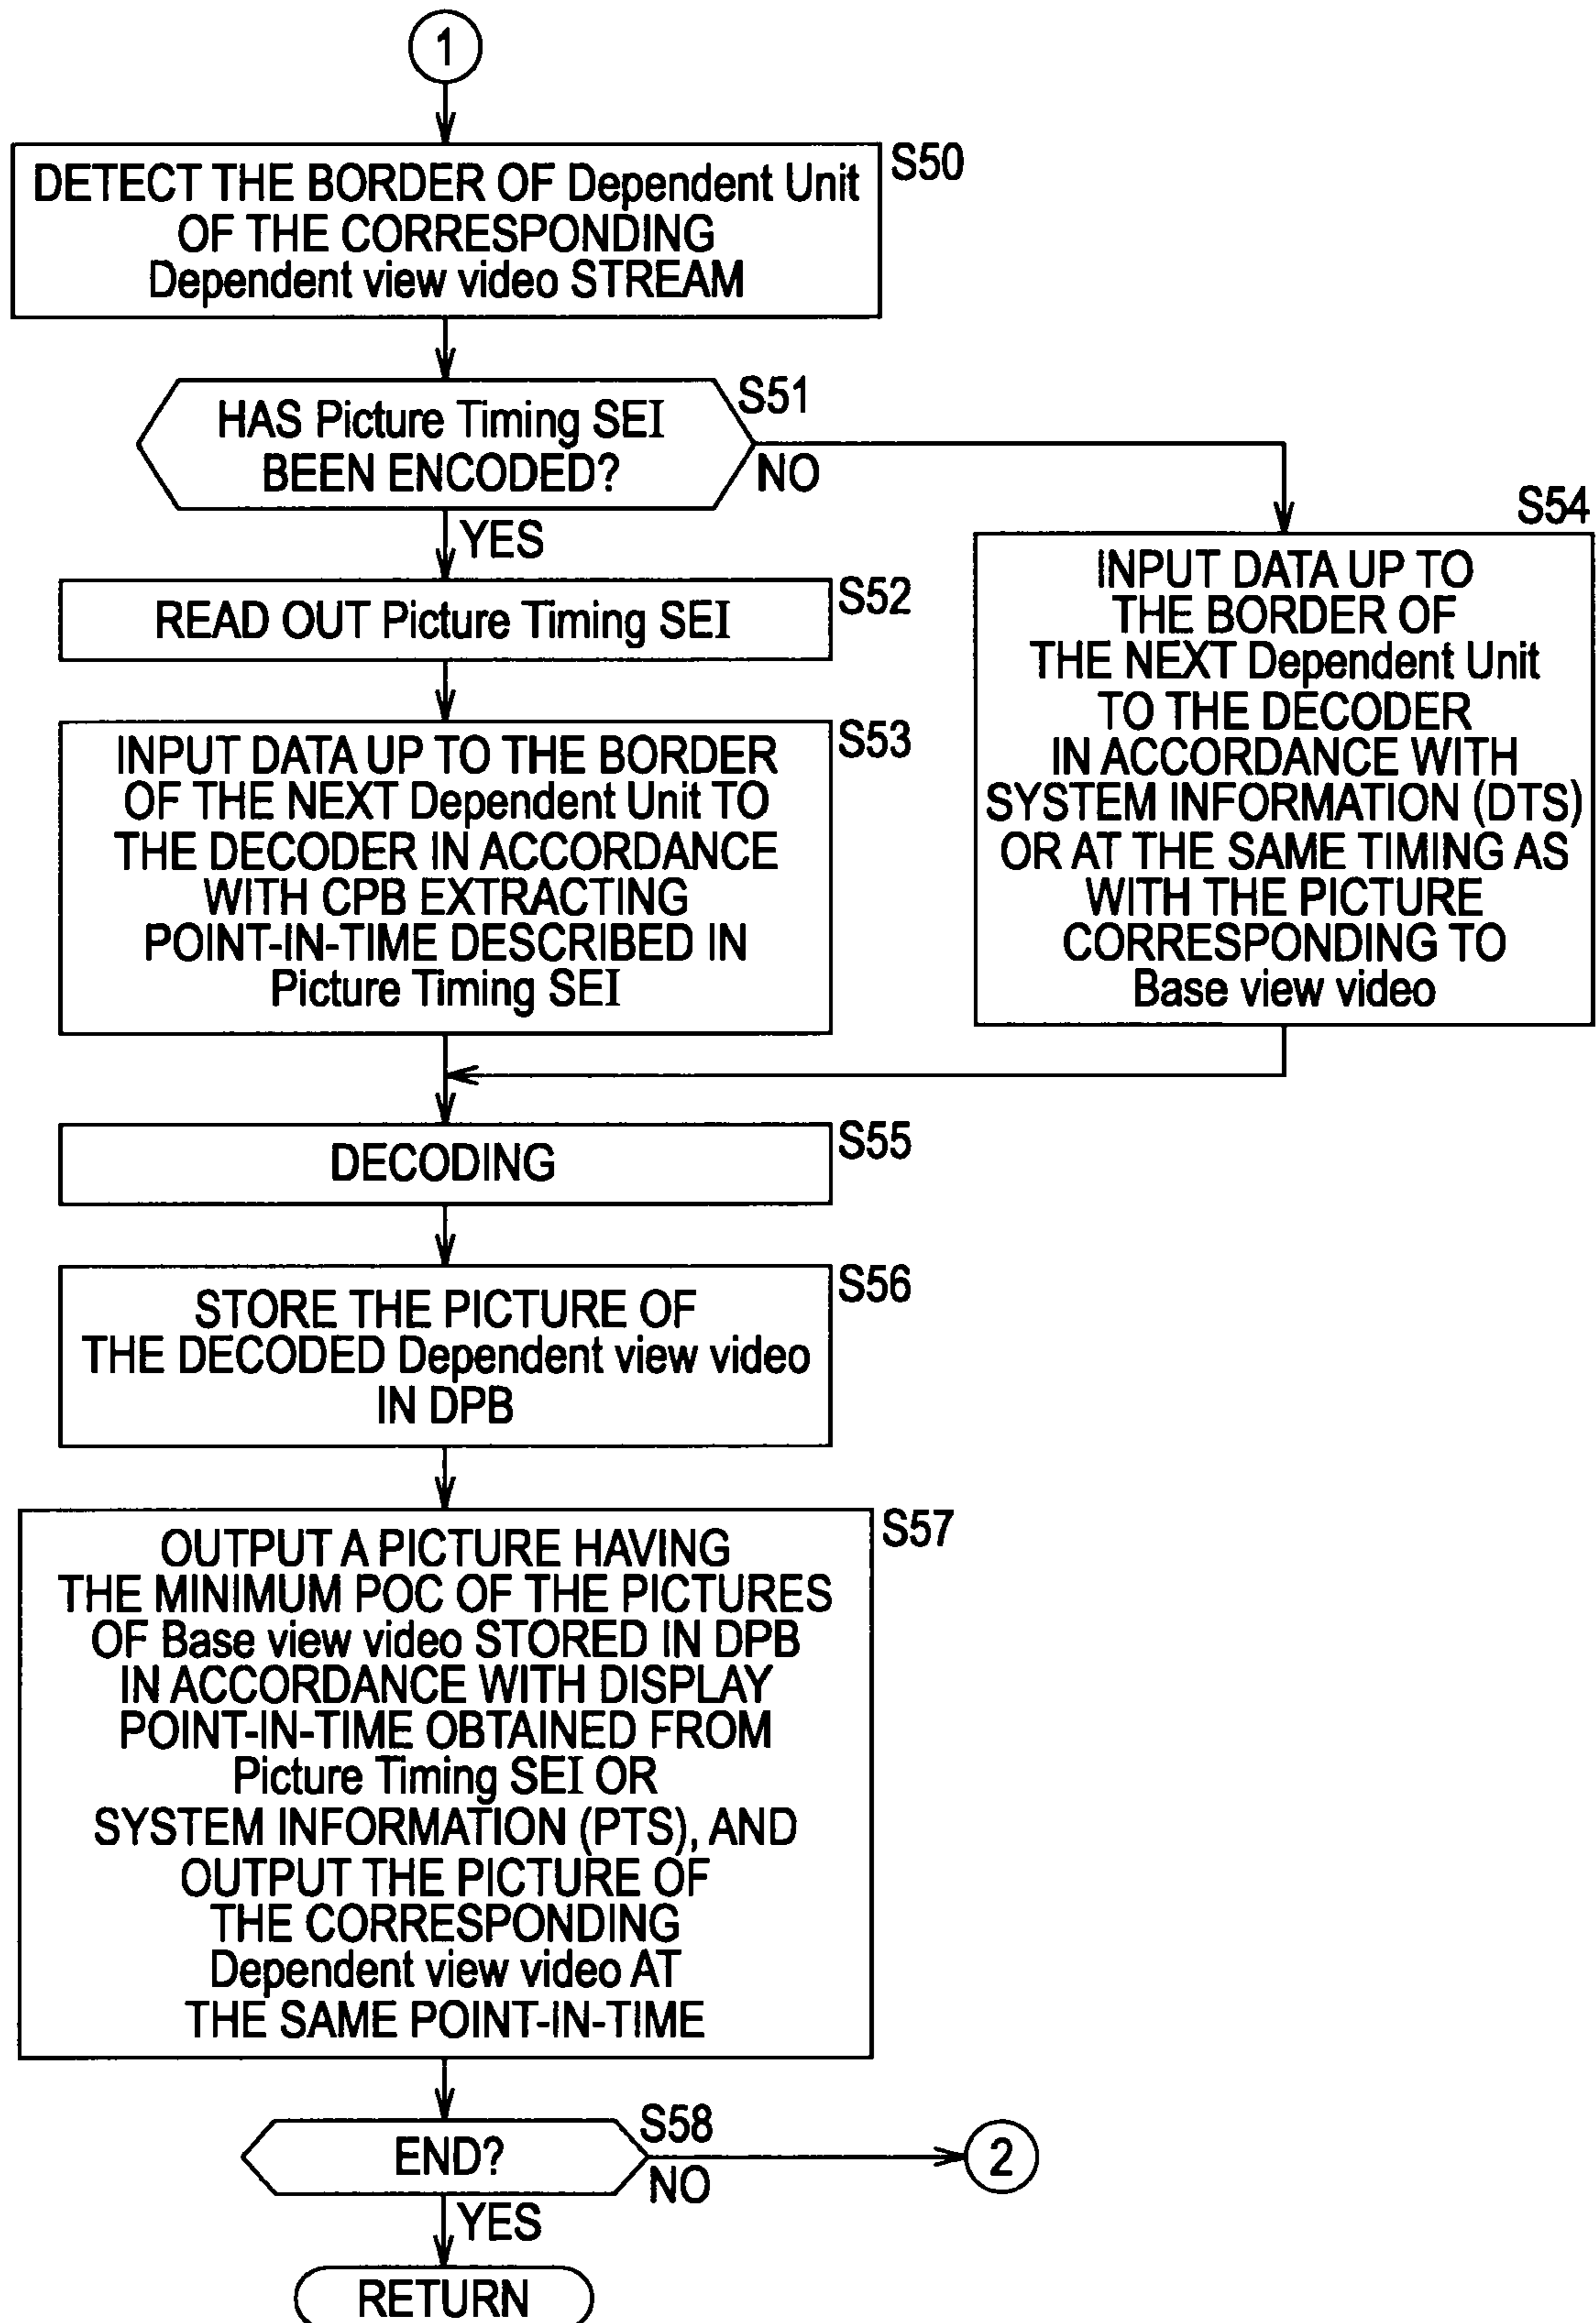 1
DETECT THE BORDER OF Dependent Unit
OF THE CORRESPONDING
Dependent view video STREAM
S50
HAS Picture Timing SEI
BEEN ENCODED?
S51
NO
YES
READ OUT Picture Timing SEI
S52
INPUT DATA UP TO THE BORDER
OF THE NEXT Dependent Unit TO
THE DECODER IN ACCORDANCE
WITH CPB EXTRACTING
POINT-IN-TIME DESCRIBED IN
Picture Timing SEI
S53
S54
INPUT DATA UP TO
THE BORDER OF
THE NEXT Dependent Unit
TO THE DECODER
IN ACCORDANCE WITH
SYSTEM INFORMATION (DTS)
OR AT THE SAME TIMING AS
WITH THE PICTURE
CORRESPONDING TO
Base view video
DECODING
S55
STORE THE PICTURE OF
THE DECODED Dependent view video
IN DPB
S56
OUTPUT A PICTURE HAVING
THE MINIMUM POC OF THE PICTURES
OF Base view video STORED IN DPB
IN ACCORDANCE WITH DISPLAY
POINT-IN-TIME OBTAINED FROM
Picture Timing SEI OR
SYSTEM INFORMATION (PTS), AND
OUTPUT THE PICTURE OF
THE CORRESPONDING
Dependent view video AT
THE SAME POINT-IN-TIME
S57
END?
S58
NO
2
YES
RETURN